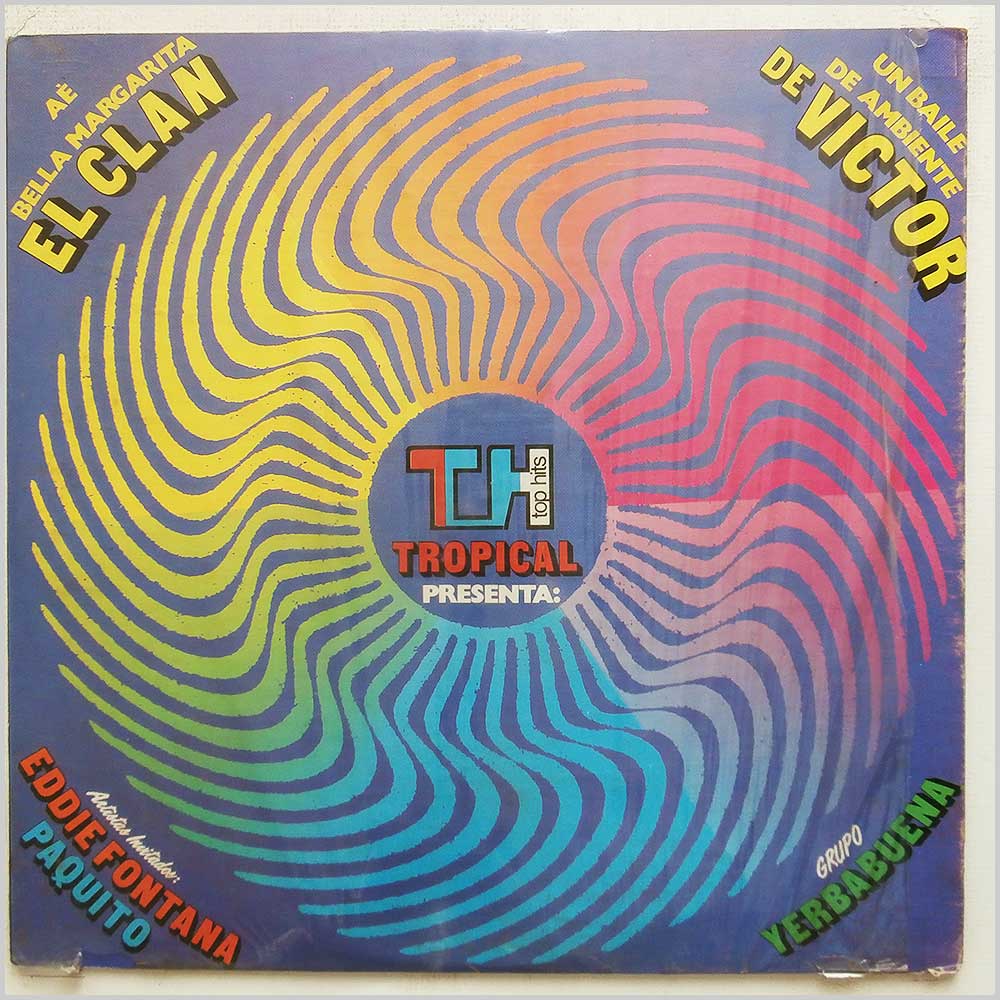 AÈ
BELLA MARGARITA
EL CLAN
UN BAILE
DE AMBIENTE
DE VICTOR
TH
top hits
TROPICAL
PRESENTA:
Artistas Invitados:
EDDIE FONTANA
PAQUITO
GRUPO
YERBABUENA